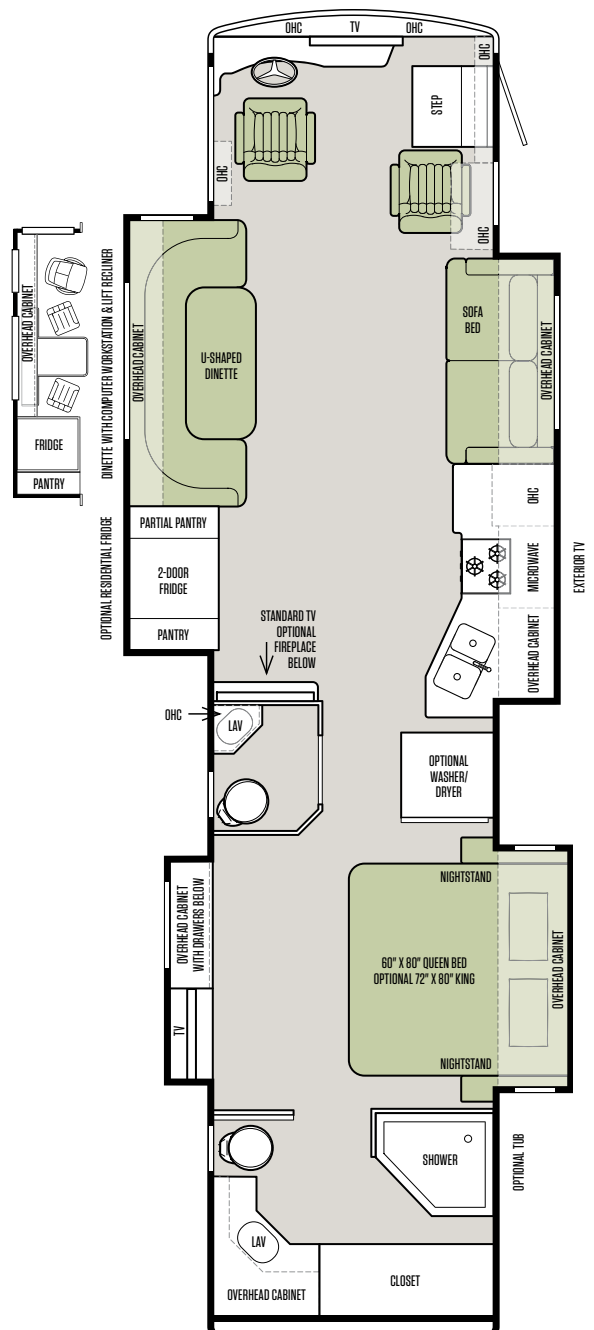 OHC
TV
OHC
OHC
STEP
OHC
OHC
OVERHEAD CABINET
FRIDGE
PANTRY
DINETTE WITH COMPUTER WORKSTATION & LIFT RECLINER
OVERHEAD CABINET
U-SHAPED
DINETTE
SOFA
BED
OVERHEAD CABINET
PARTIAL PANTRY
2-DOOR
FRIDGE
PANTRY
OPTIONAL RESIDENTIAL FRIDGE
OHC
MICROWAVE
OVERHEAD CABINET
EXTERIOR TV
STANDARD TV
OPTIONAL
FIREPLACE
BELOW
OHC
LAV
OPTIONAL
WASHER/
DRYER
OVERHEAD CABINET
WITH DRAWERS BELOW
TV
NIGHTSTAND
60" X 80" QUEEN BED
OPTIONAL 72" X 80" KING
NIGHTSTAND
OVERHEAD CABINET
SHOWER
OPTIONAL TUB
LAV
OVERHEAD CABINET
CLOSET